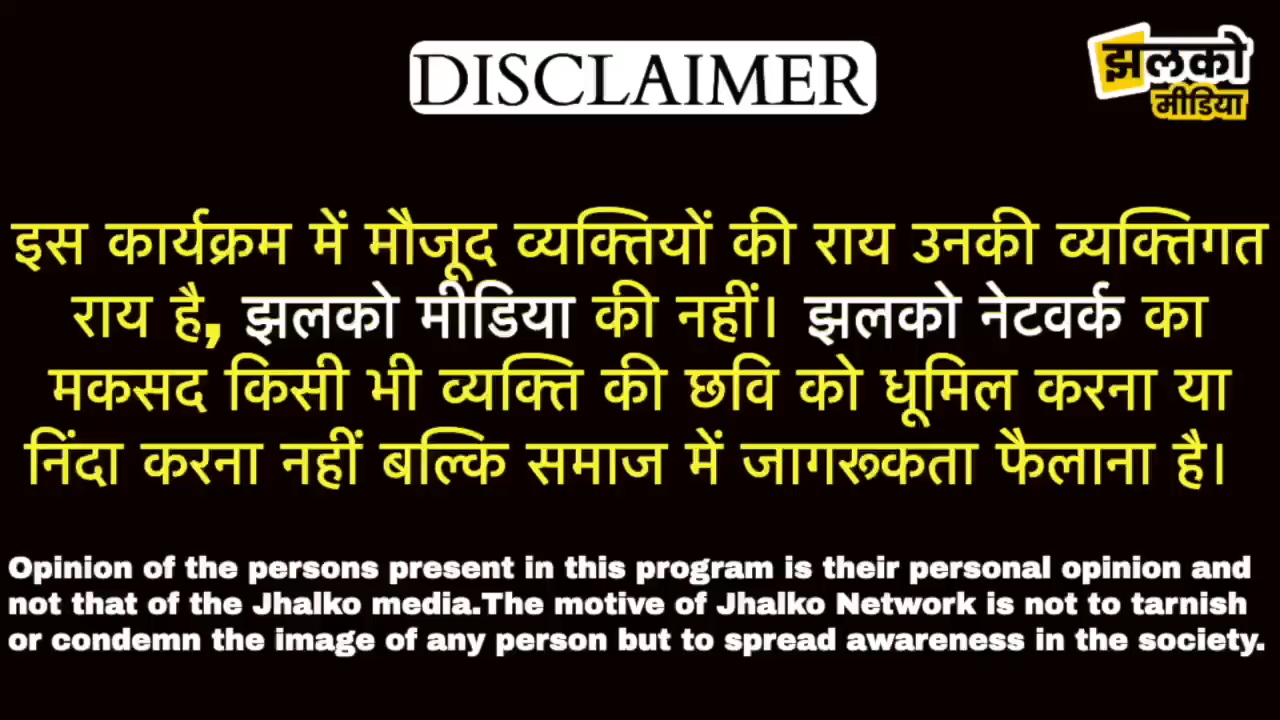 DISCLAIMER
झलको
मीडिया
इस कार्यक्रम में मौजूद व्यक्तियों की राय उनकी व्यक्तिगत
राय है, झलको मीडिया की नहीं। झलको नेटवर्क का
मकसद किसी भी व्यक्ति की छवि को धूमिल करना या
निंदा करना नहीं बल्कि समाज में जागरूकता फैलाना है।
Opinion of the persons present in this program is their personal opinion and
not that of the Jhalko media.The motive of Jhalko Network is not to tarnish
or condemn the image of any person but to spread awareness in the society.